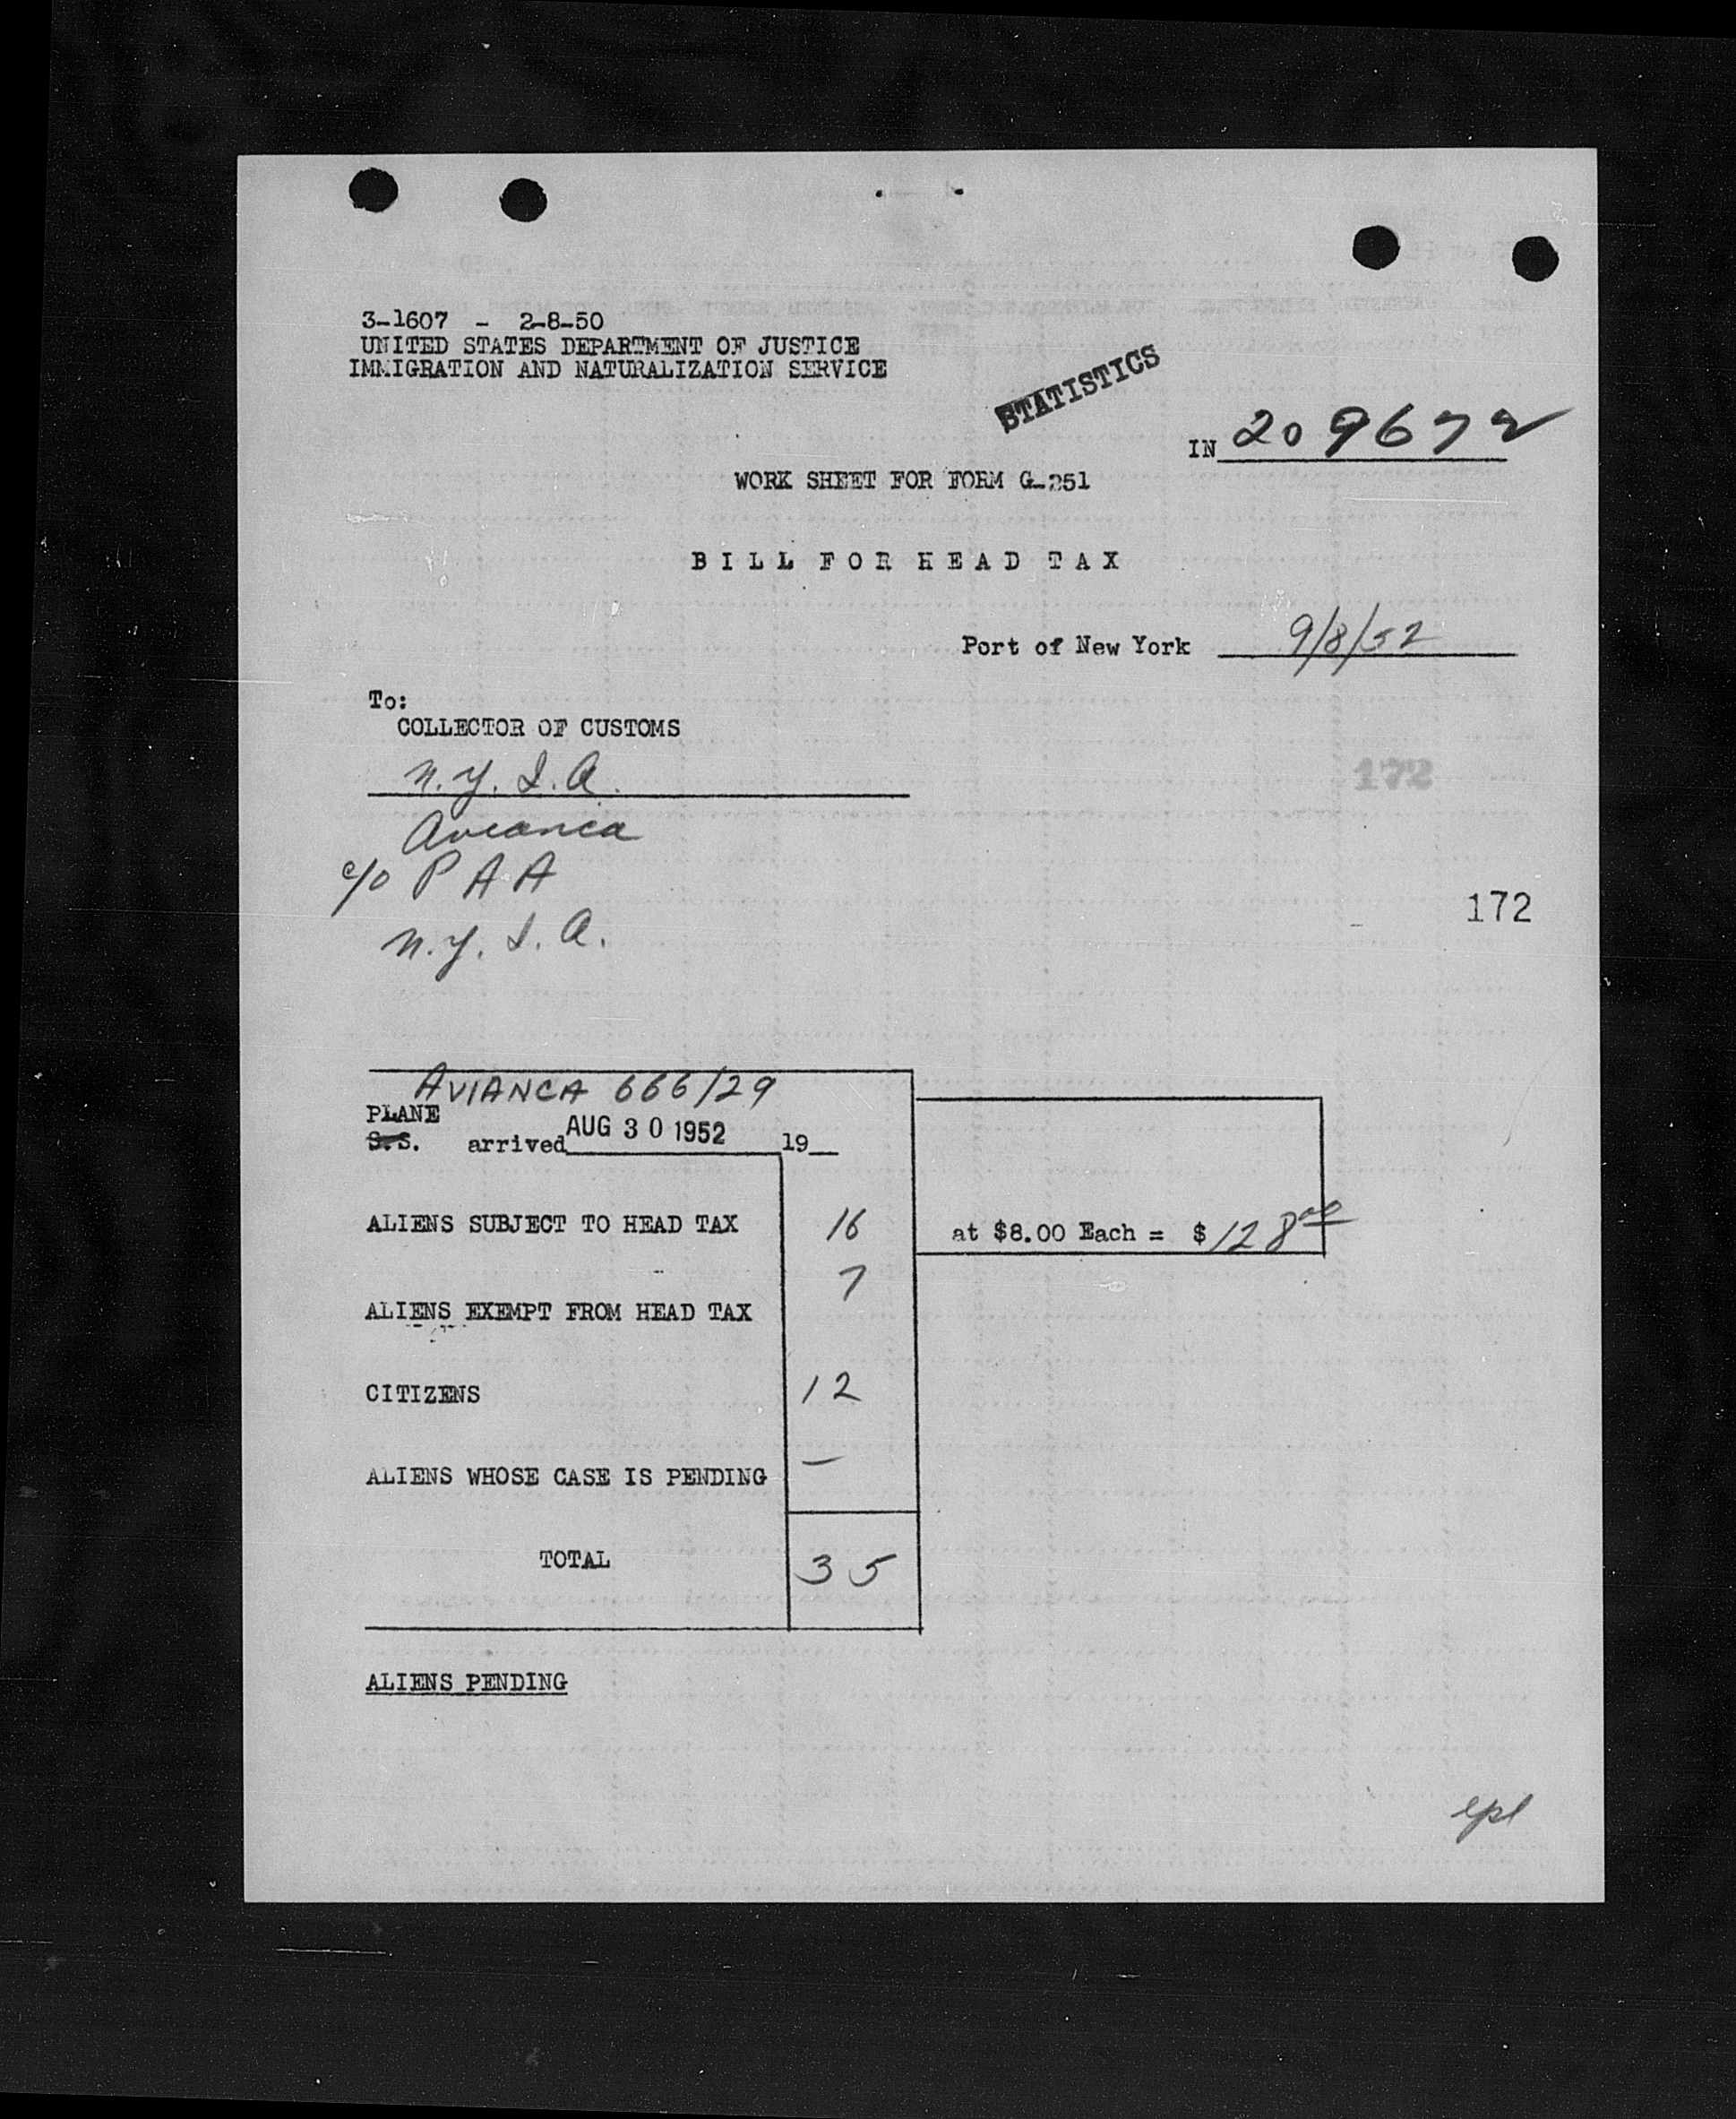 3-1607 - 2-8-50
UNITED STATES DEPARTMENT OF JUSTICE
IMMIGRATION AND NATURALIZATION SERVICE
STATISTICS
IN 209672
WORK SHEET FOR FORM G-251
BILL FOR HEAD TAX
Port of New York 9/8/52
To:
COLLECTOR OF CUSTOMS
N.Y.I.A.
172
Avianca
c/o PAA
172
N.Y.I.A.
AVIANCA 666/29
PLANE
S.S. arrived AUG 30 1952 19__
ALIENS SUBJECT TO HEAD TAX 16 at $8.00 Each = $128.00
7
ALIENS EXEMPT FROM HEAD TAX
CITIZENS 12
ALIENS WHOSE CASE IS PENDING —
TOTAL 35
ALIENS PENDING